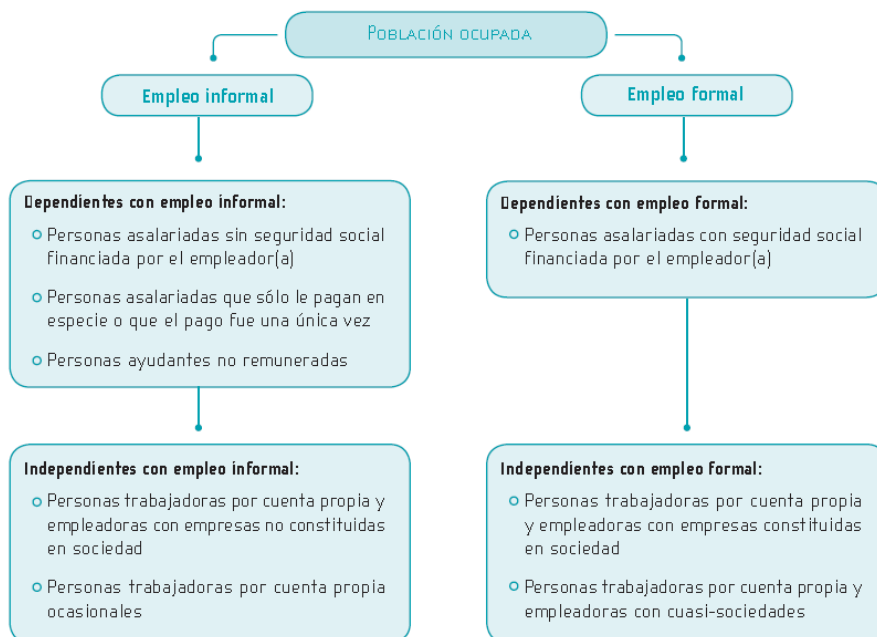 POBLACIÓN OCUPADA
Empleo informal
Empleo formal
Dependientes con empleo informal:
Personas asalariadas sin seguridad social
financiada por el empleador(a)
Personas asalariadas que sólo le pagan en
especie o que el pago fue una única vez
Personas ayudantes no remuneradas
Dependientes con empleo formal:
Personas asalariadas con seguridad social
financiada por el empleador(a)
Independientes con empleo informal:
Personas trabajadoras por cuenta propia y
empleadoras con empresas no constituidas
en sociedad
Personas trabajadoras por cuenta propia
ocasionales
Independientes con empleo formal:
Personas trabajadoras por cuenta propia
y empleadoras con empresas constituidas
en sociedad
Personas trabajadoras por cuenta propia y
empleadoras con cuasi-sociedades